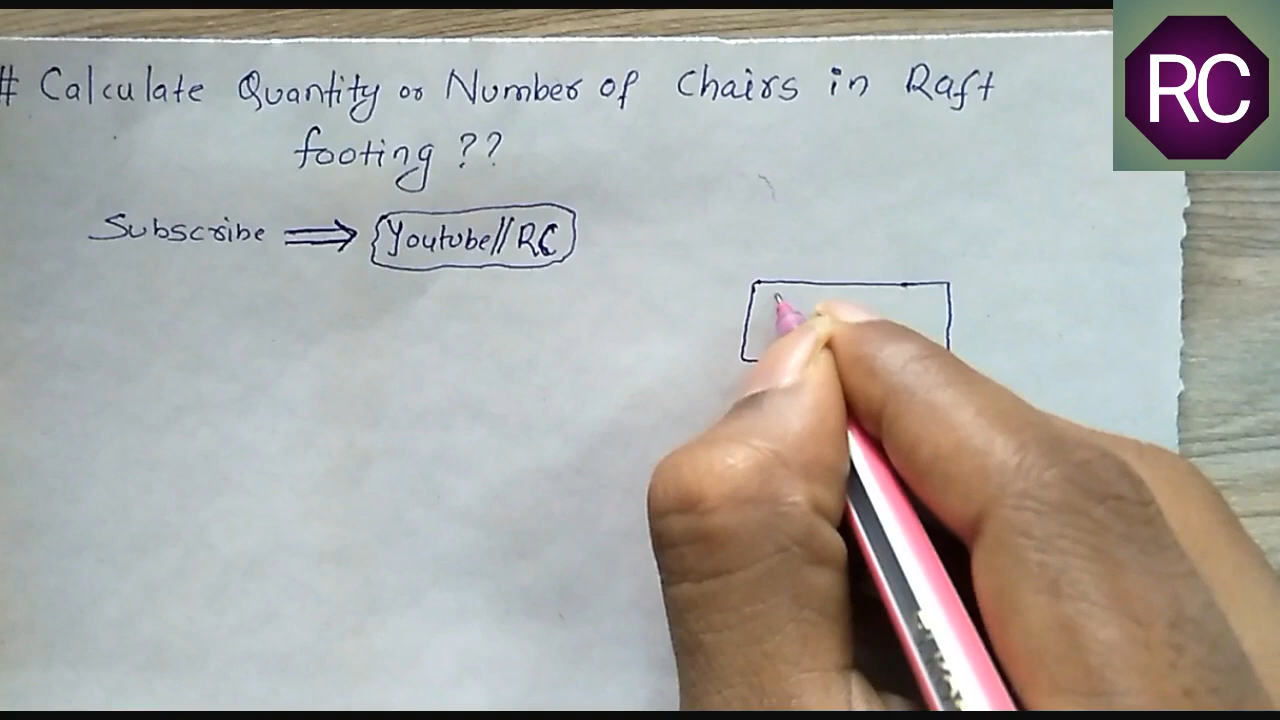 # Calculate Quantity or Number of Chairs in Raft
footing ??
Subscribe ⟹ Youtube//RC
RC